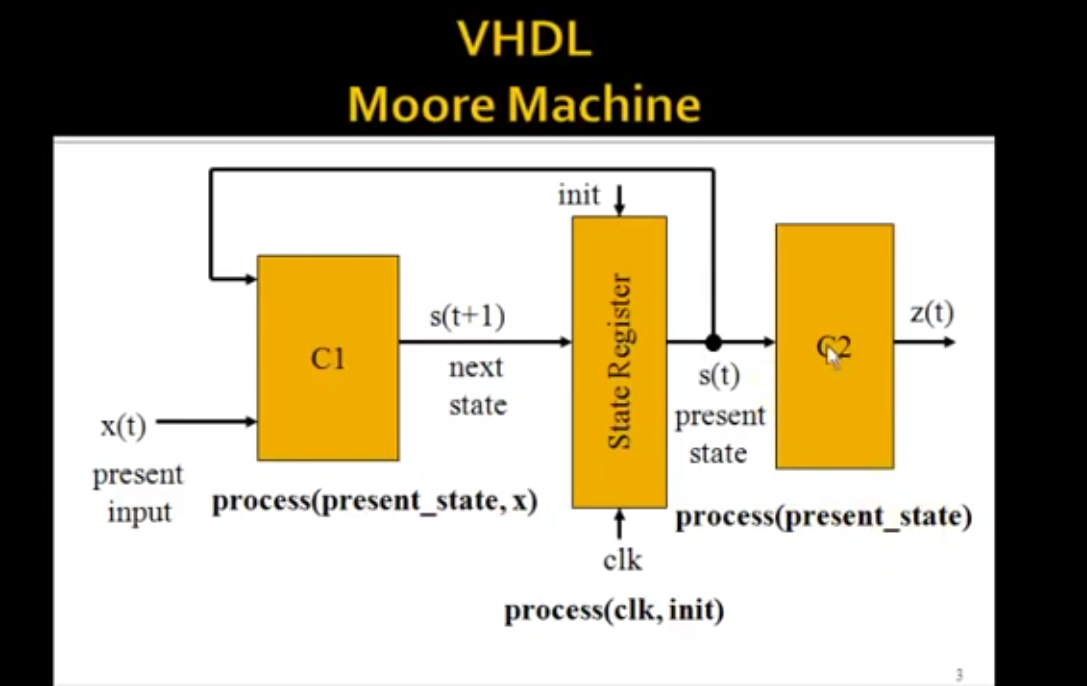 VHDL
Moore Machine
init
s(t+1)
next
state
C1
State Register
s(t)
present
state
C2
z(t)
x(t)
present
input
process(present_state, x)
process(present_state)
clk
process(clk, init)
3